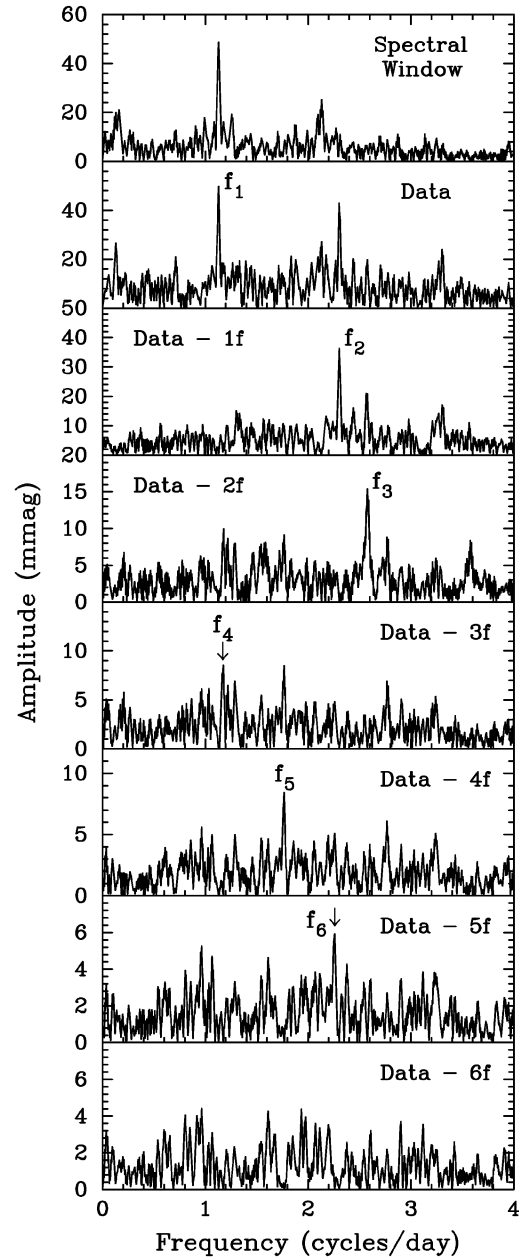 60
40
20
0
Spectral
Window
40
20
50
f1
Data
40
30
20
10
20
Data - 1f
f2
15
10
5
0
Data - 2f
f3
10
5
0
f4
Data - 3f
10
5
0
f5
Data - 4f
6
4
2
0
f6
Data - 5f
6
4
2
0
Data - 6f
0 1 2 3 4
Frequency (cycles/day)
Amplitude (mmag)